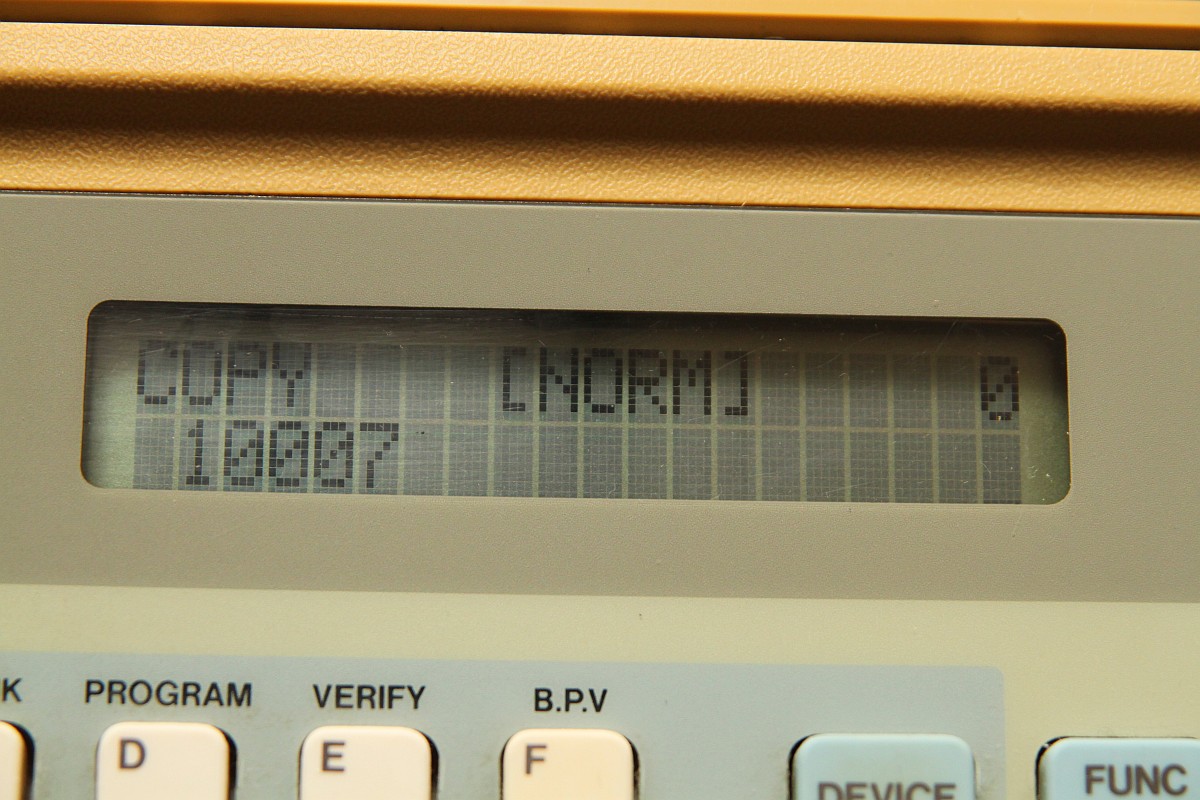 COPY [NORM] 0
10007
K PROGRAM VERIFY B.P.V
D E F DEVICE FUNC